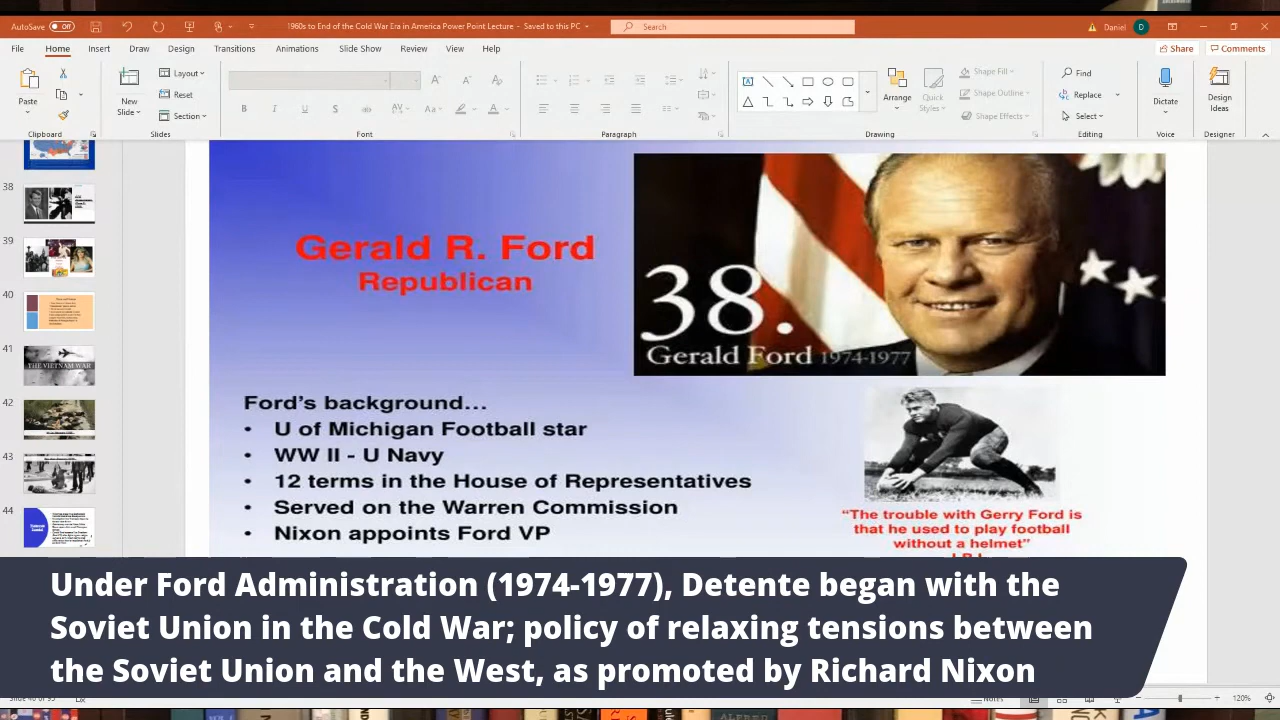 AutoSave Off
1960s to End of the Cold War Era in America Power Point Lecture - Saved to this PC
Search
Daniel D
File Home Insert Draw Design Transitions Animations Slide Show Review View Help
Share Comments
Paste
New
Slide
Layout
Reset
Section
Arrange
Quick
Styles
Shape Fill
Shape Outline
Shape Effects
Find
Replace
Select
Dictate
Design
Ideas
Clipboard Slides Font Paragraph Drawing Editing Voice Designer
38
39
40
41
THE VIETNAM WAR
42
43
44
Gerald R. Ford
Republican
38.
Gerald Ford 1974-1977
Ford's background…
• U of Michigan Football star
• WW II - U Navy
• 12 terms in the House of Representatives
• Served on the Warren Commission
• Nixon appoints Ford VP
“The trouble with Gerry Ford is
that he used to play football
without a helmet”
Under Ford Administration (1974-1977), Detente began with the
Soviet Union in the Cold War; policy of relaxing tensions between
the Soviet Union and the West, as promoted by Richard Nixon
Notes
120%